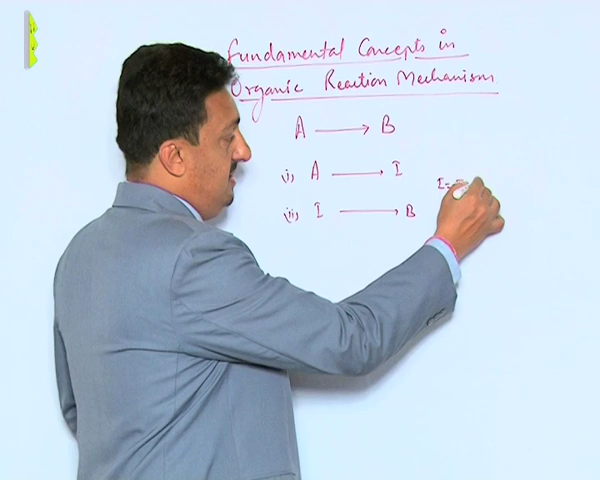 Fundamental Concepts in
Organic Reaction Mechanism
A → B
(i) A → I
(ii) I → B
I =